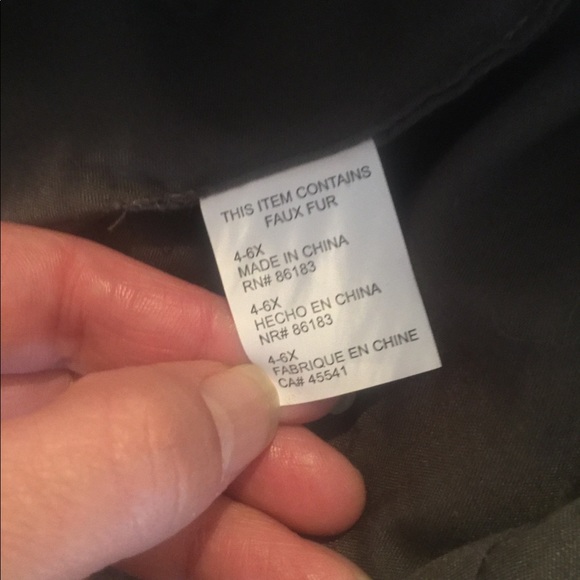 THIS ITEM CONTAINS
FAUX FUR
4-6X
MADE IN CHINA
RN# 86183
4-6X
HECHO EN CHINA
NR# 86183
4-6X
FABRIQUE EN CHINE
CA# 45541